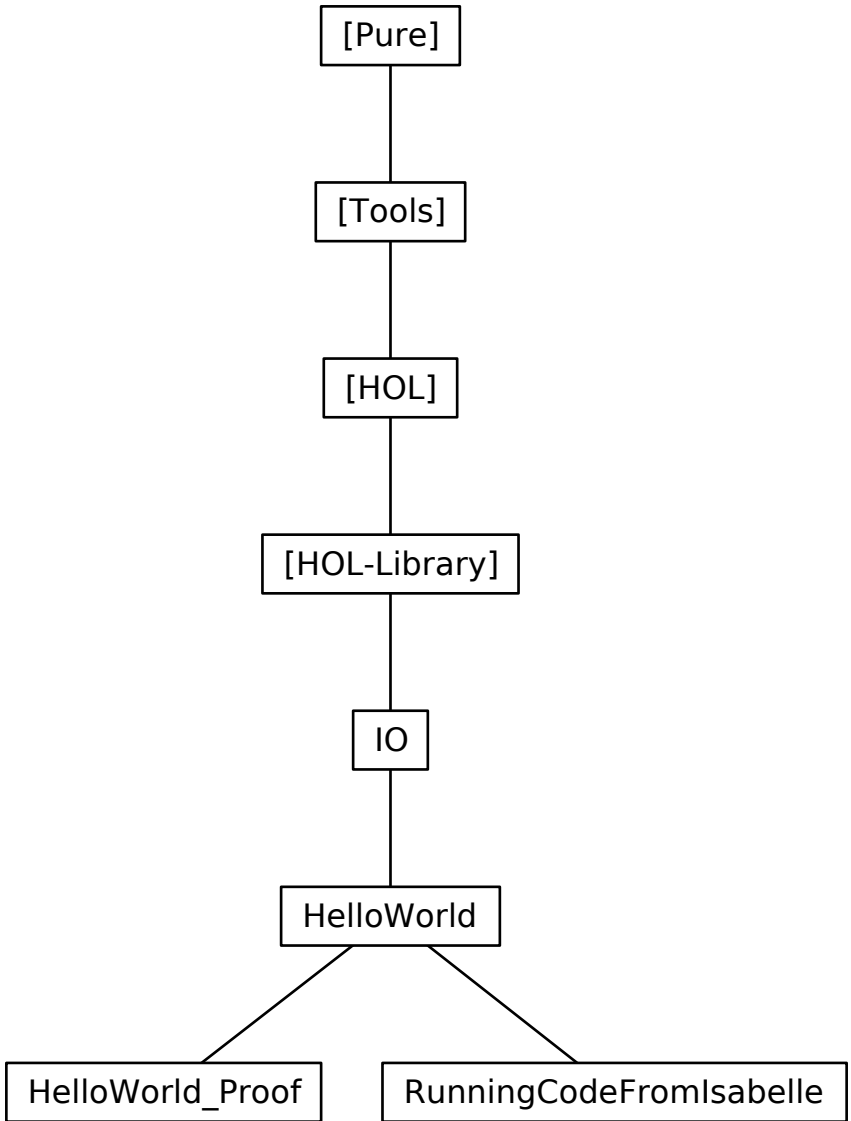 [Pure]
[Tools]
[HOL]
[HOL-Library]
IO
HelloWorld
HelloWorld_Proof
RunningCodeFromIsabelle